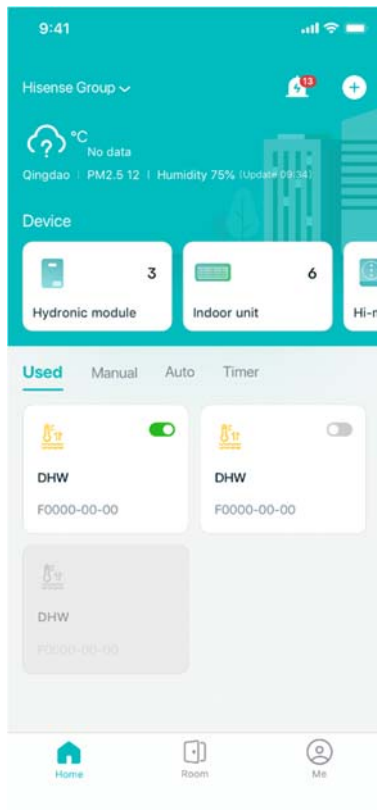 9:41
Hisense Group
13
°C
No data
Qingdao | PM2.5 12 | Humidity 75% (Update 09:34)
Device
3
6
Hydronic module
Indoor unit
Used
Manual
Auto
Timer
DHW
F0000-00-00
DHW
F0000-00-00
DHW
F0000-00-00
Home
Room
Me